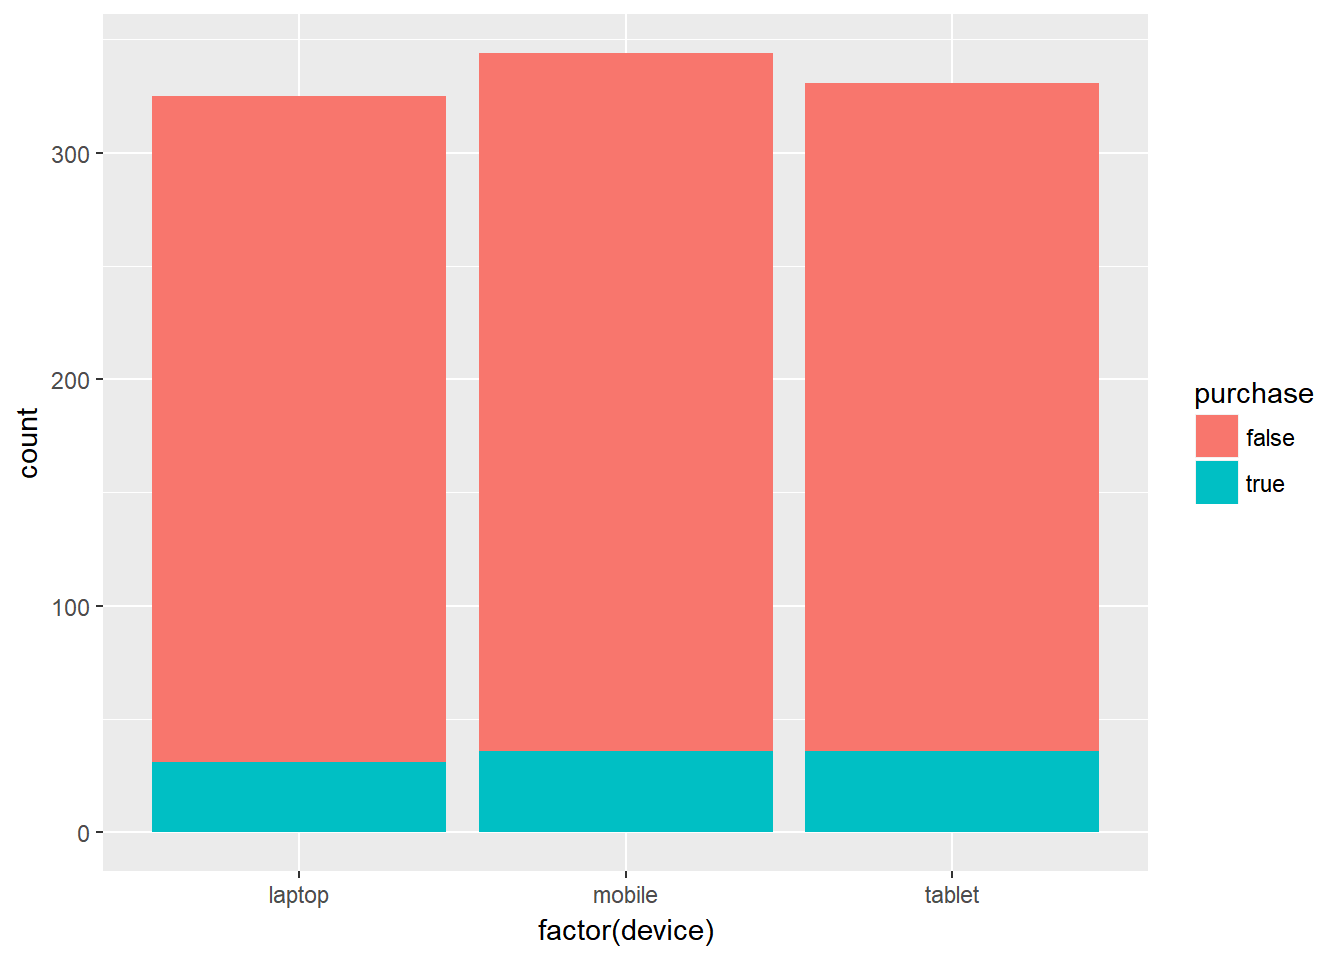 count
300
200
100
0
laptop
mobile
tablet
factor(device)
purchase
false
true